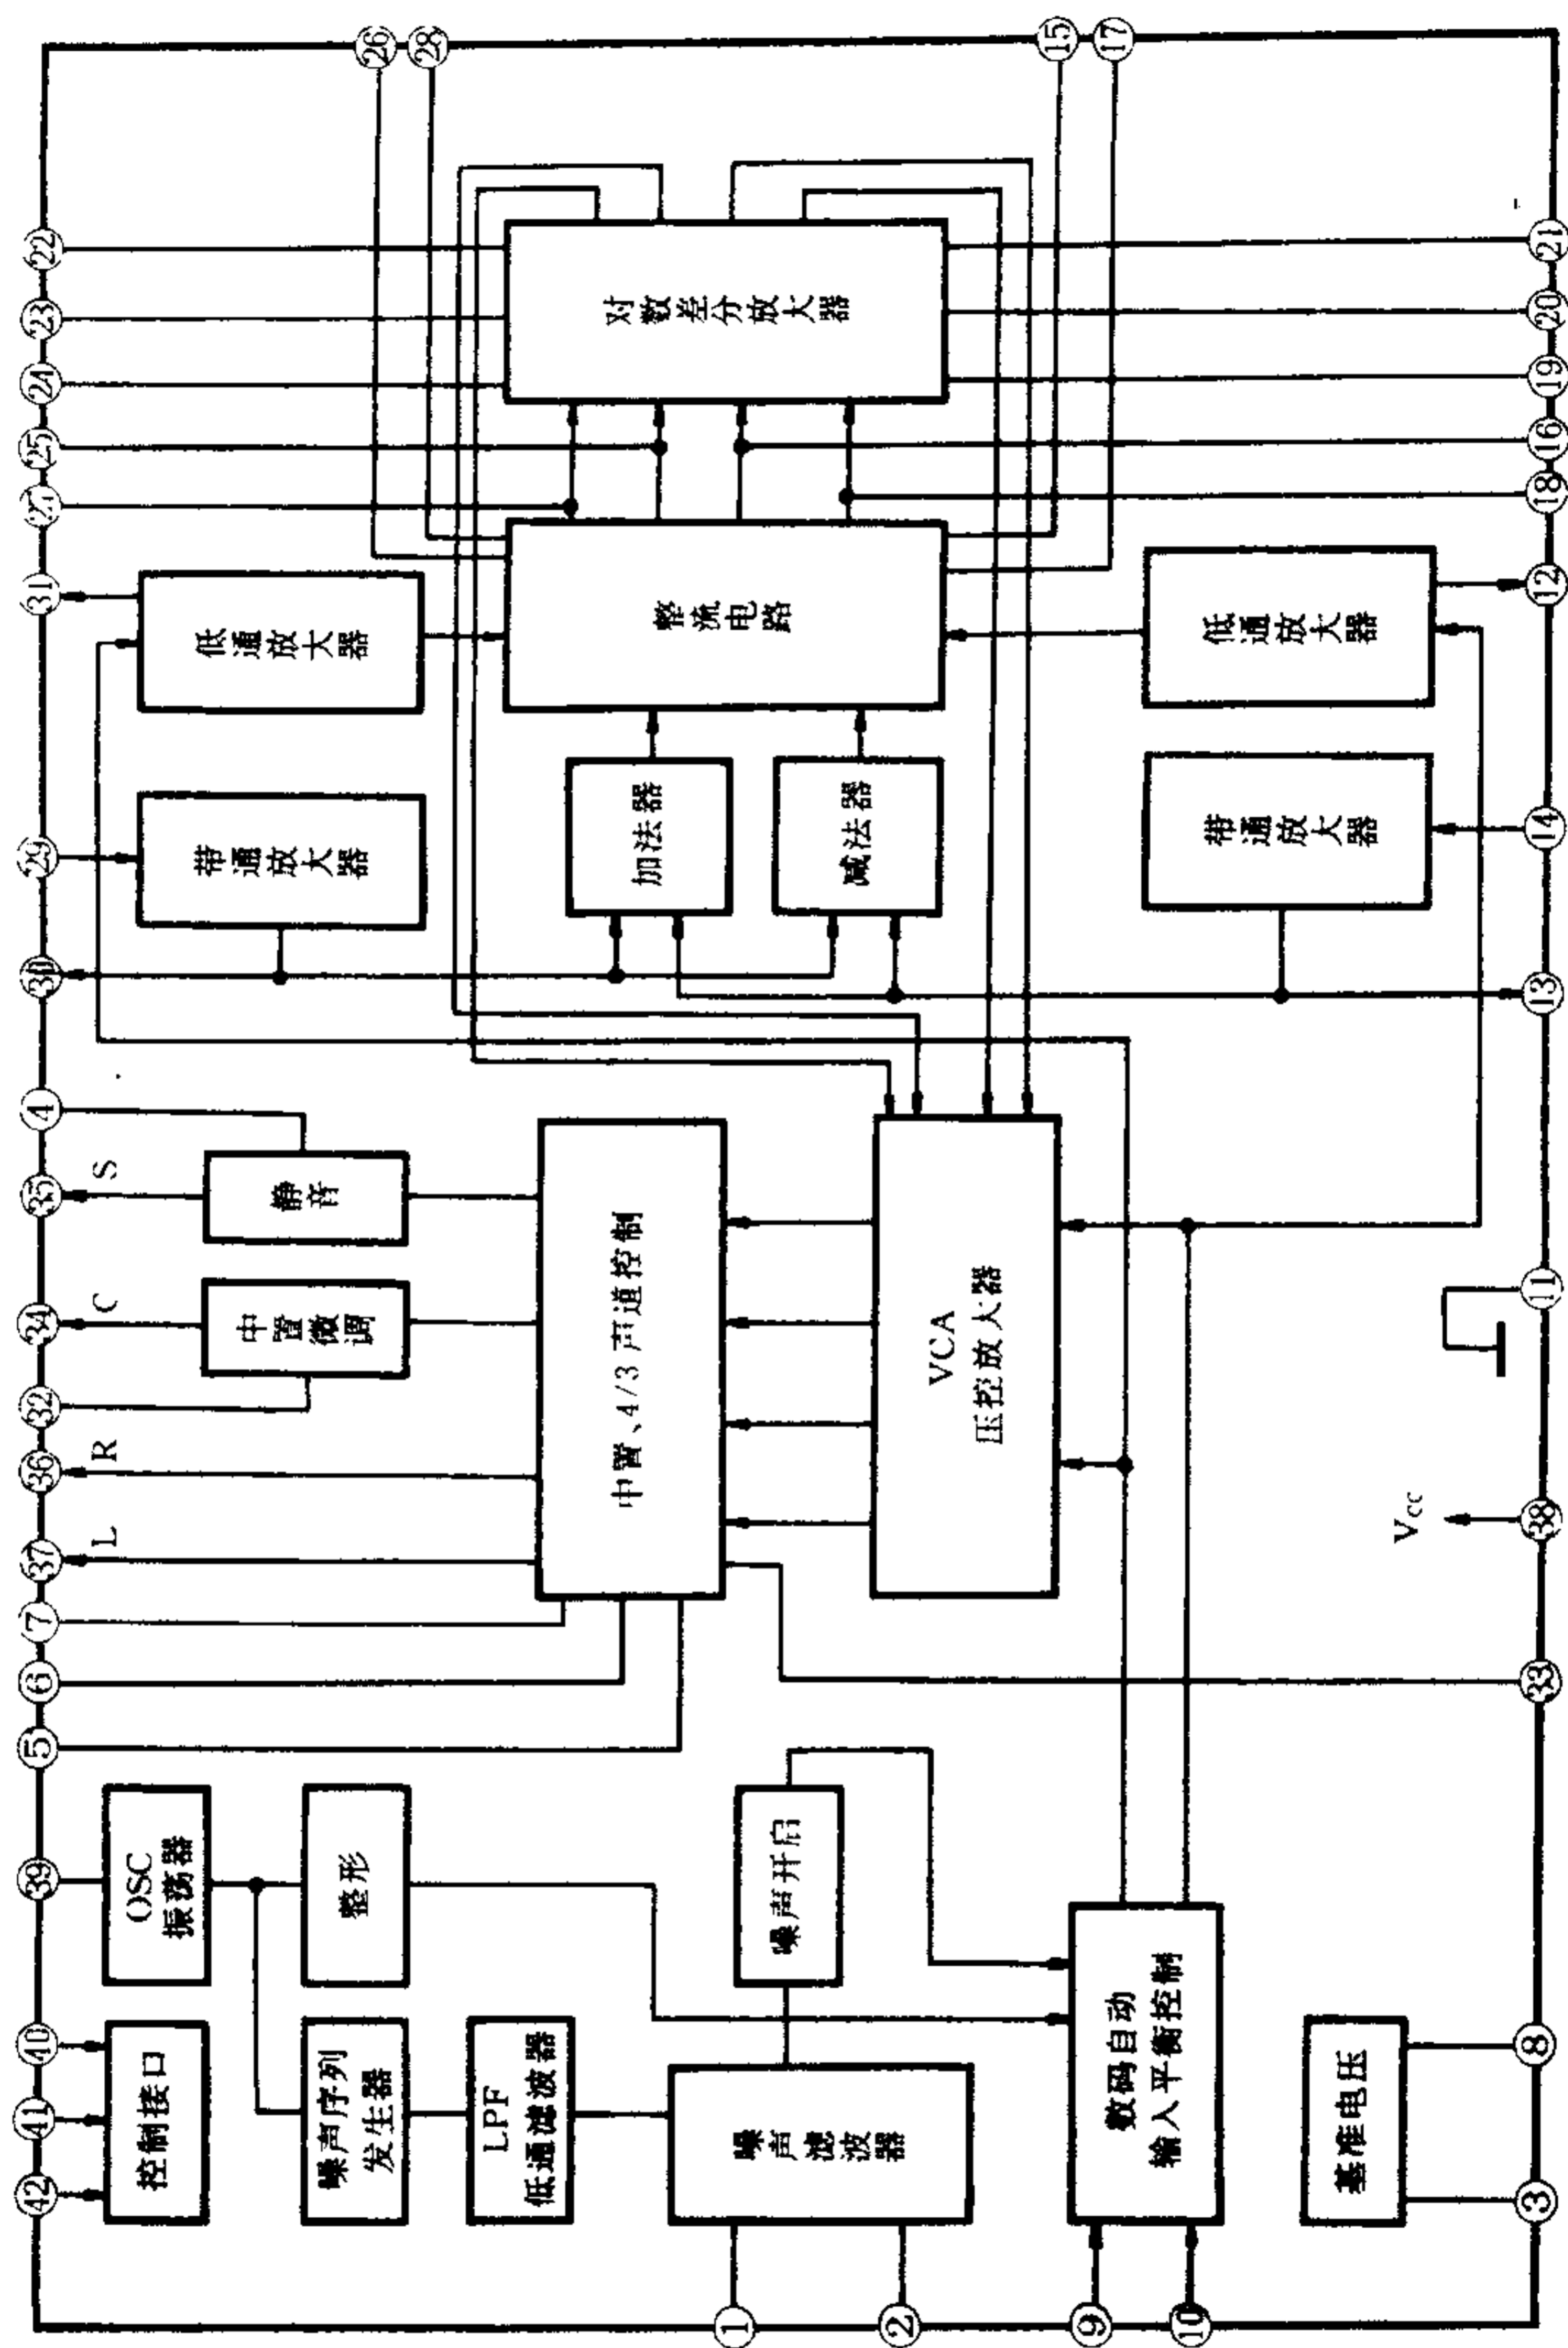 ㊷
㊶
㊵
㊴
⑤
⑥
⑦
㊲
L
㊱
R
㉜
㉞
C
㉟
S
④
㉚
㉙
㉛
㉗
㉕
㉔
㉓
㉒
控制接口
OSC
振荡器
噪声序列
发生器
整形
LPF
低通滤波器
噪声滤波器
噪声开启
数码自动
输入平衡控制
基准电压
中置微调
静音
中置、4/3声道控制
VCA
压控放大器
带通放大器
低通放大器
加法器
减法器
整流电路
对数差分放大器
带通放大器
低通放大器
㉖
㉘
⑮
⑰
①
②
⑨
⑩
Vcc
③
⑧
㉝
㊳
⑪
⑬
⑭
⑫
⑱
⑯
⑲
⑳
㉑